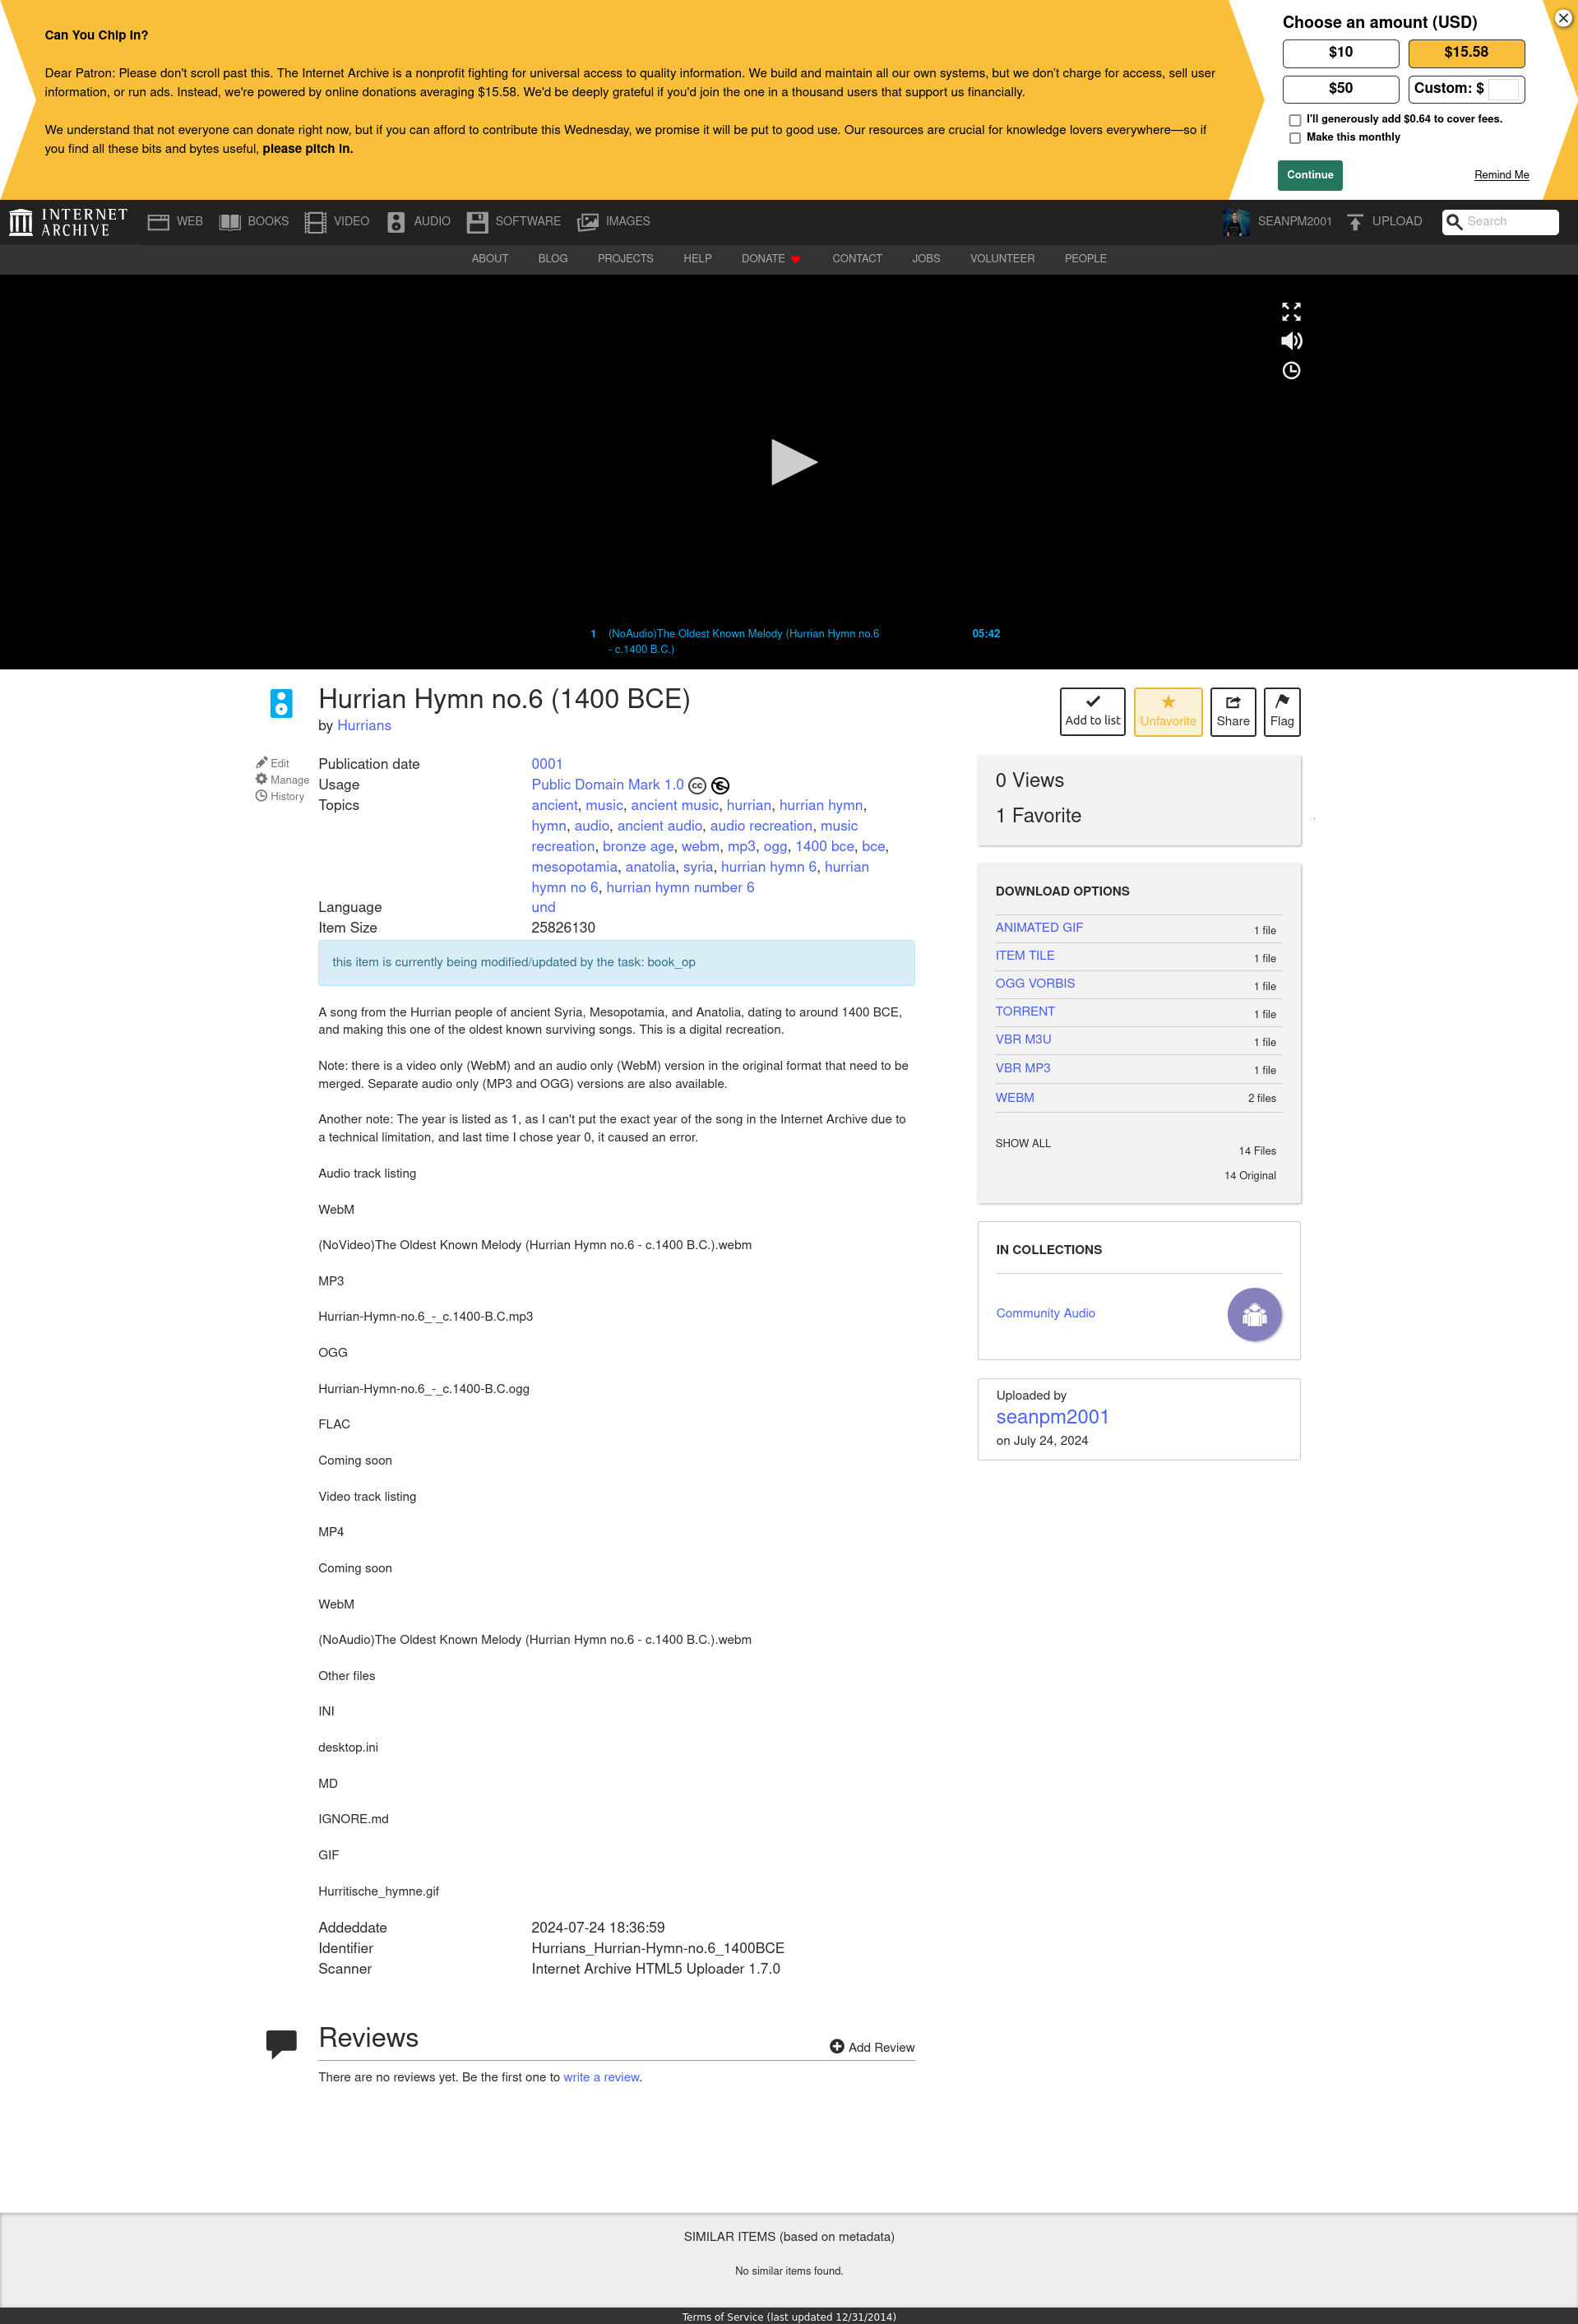 Can You Chip In?
Dear Patron: Please don't scroll past this. The Internet Archive is a nonprofit fighting for universal access to quality information. We build and maintain all our own systems, but we don't charge for access, sell user
information, or run ads. Instead, we're powered by online donations averaging $15.58. We'd be deeply grateful if you'd join the one in a thousand users that support us financially.
We understand that not everyone can donate right now, but if you can afford to contribute this Wednesday, we promise it will be put to good use. Our resources are crucial for knowledge lovers everywhere—so if
you find all these bits and bytes useful, please pitch in.
Choose an amount (USD)
$10 $15.58
$50 Custom: $
I'll generously add $0.64 to cover fees.
Make this monthly
Continue Remind Me
INTERNET ARCHIVE WEB BOOKS VIDEO AUDIO SOFTWARE IMAGES SEANPM2001 UPLOAD Search
ABOUT BLOG PROJECTS HELP DONATE CONTACT JOBS VOLUNTEER PEOPLE
1 (NoAudio)The Oldest Known Melody (Hurrian Hymn no.6 05:42
- c.1400 B.C.)
Hurrian Hymn no.6 (1400 BCE)
by Hurrians
Add to list Unfavorite Share Flag
Edit
Manage
History
Publication date 0001
Usage Public Domain Mark 1.0 cc
Topics ancient, music, ancient music, hurrian, hurrian hymn,
hymn, audio, ancient audio, audio recreation, music
recreation, bronze age, webm, mp3, ogg, 1400 bce, bce,
mesopotamia, anatolia, syria, hurrian hymn 6, hurrian
hymn no 6, hurrian hymn number 6
Language und
Item Size 25826130
this item is currently being modified/updated by the task: book_op
A song from the Hurrian people of ancient Syria, Mesopotamia, and Anatolia, dating to around 1400 BCE,
and making this one of the oldest known surviving songs. This is a digital recreation.
Note: there is a video only (WebM) and an audio only (WebM) version in the original format that need to be
merged. Separate audio only (MP3 and OGG) versions are also available.
Another note: The year is listed as 1, as I can't put the exact year of the song in the Internet Archive due to
a technical limitation, and last time I chose year 0, it caused an error.
Audio track listing
WebM
(NoVideo)The Oldest Known Melody (Hurrian Hymn no.6 - c.1400 B.C.).webm
MP3
Hurrian-Hymn-no.6_-_c.1400-B.C.mp3
OGG
Hurrian-Hymn-no.6_-_c.1400-B.C.ogg
FLAC
Coming soon
Video track listing
MP4
Coming soon
WebM
(NoAudio)The Oldest Known Melody (Hurrian Hymn no.6 - c.1400 B.C.).webm
Other files
INI
desktop.ini
MD
IGNORE.md
GIF
Hurritische_hymne.gif
Addeddate 2024-07-24 18:36:59
Identifier Hurrians_Hurrian-Hymn-no.6_1400BCE
Scanner Internet Archive HTML5 Uploader 1.7.0
0 Views
1 Favorite
DOWNLOAD OPTIONS
ANIMATED GIF 1 file
ITEM TILE 1 file
OGG VORBIS 1 file
TORRENT 1 file
VBR M3U 1 file
VBR MP3 1 file
WEBM 2 files
SHOW ALL 14 Files
14 Original
IN COLLECTIONS
Community Audio
Uploaded by
seanpm2001
on July 24, 2024
Reviews
Add Review
There are no reviews yet. Be the first one to write a review.
SIMILAR ITEMS (based on metadata)
No similar items found.
Terms of Service (last updated 12/31/2014)